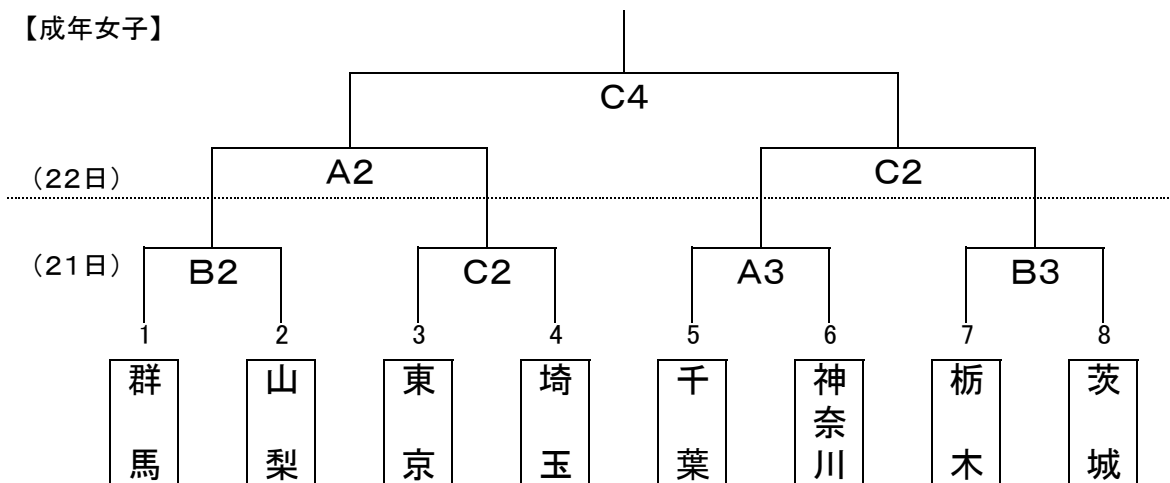 【成年女子】
C4
(22日)
A2
C2
(21日)
B2
C2
A3
B3
1
2
3
4
5
6
7
8
群馬
山梨
東京
埼玉
千葉
神奈川
栃木
茨城